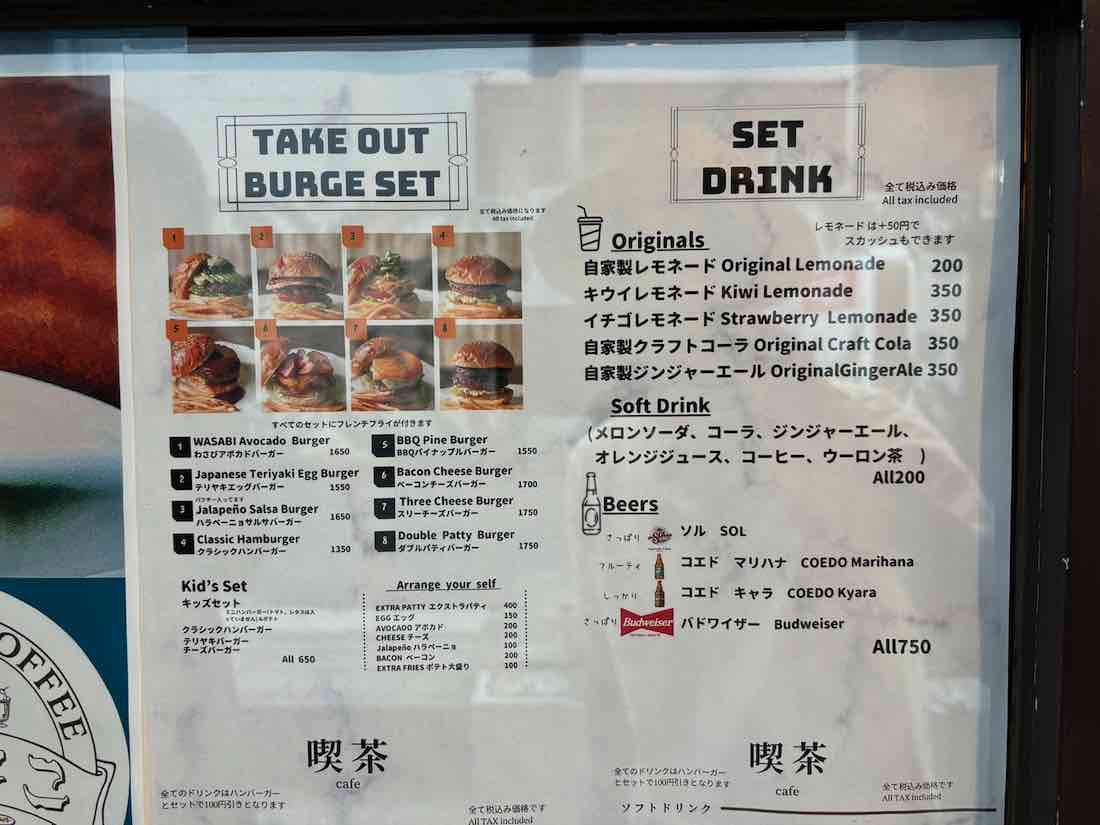 TAKE OUT
BURGE SET
全て税込み価格になります
All tax included
1
2
3
4
5
6
7
8
すべてのセットにフレンチフライが付きます
1 WASABI Avocado Burger
わさびアボカドバーガー 1650
2 Japanese Teriyaki Egg Burger
テリヤキエッグバーガー 1550
パクチー入ってます
3 Jalapeño Salsa Burger
ハラペーニョサルサバーガー 1650
4 Classic Hamburger
クラシックハンバーガー 1350
5 BBQ Pine Burger
BBQパイナップルバーガー 1550
6 Bacon Cheese Burger
ベーコンチーズバーガー 1700
7 Three Cheese Burger
スリーチーズバーガー 1750
8 Double Patty Burger
ダブルパティバーガー 1750
Kid's Set
キッズセット
ミニハンバーガー(トマト、レタスは入
っていません)&ポテト
クラシックハンバーガー
テリヤキバーガー
チーズバーガー
All 650
Arrange your self
EXTRA PATTY エクストラパティ 400
EGG エッグ 150
AVOCADO アボカド 200
CHEESE チーズ 200
Jalapeño ハラペーニョ 100
BACON ベーコン 200
EXTRA FRIES ポテト大盛り 100
喫茶
cafe
全てのドリンクはハンバーガー
とセットで100円引きとなります
全て税込み価格です
All TAX included
SET
DRINK
全て税込み価格
All tax included
レモネードは+50円で
スカッシュもできます
Originals
自家製レモネード Original Lemonade 200
キウイレモネード Kiwi Lemonade 350
イチゴレモネード Strawberry Lemonade 350
自家製クラフトコーラ Original Craft Cola 350
自家製ジンジャーエール OriginalGingerAle 350
Soft Drink
(メロンソーダ、コーラ、ジンジャーエール、
オレンジジュース、コーヒー、ウーロン茶 )
All200
Beers
さっぱり ソル SOL
フルーティ コエド マリハナ COEDO Marihana
しっかり コエド キャラ COEDO Kyara
さっぱり Budweiser バドワイザー Budweiser
All750
喫茶
cafe
全てのドリンクはハンバーガー
とセットで100円引きとなります
全て税込み価格です
All TAX included
ソフトドリンク
OFFEE